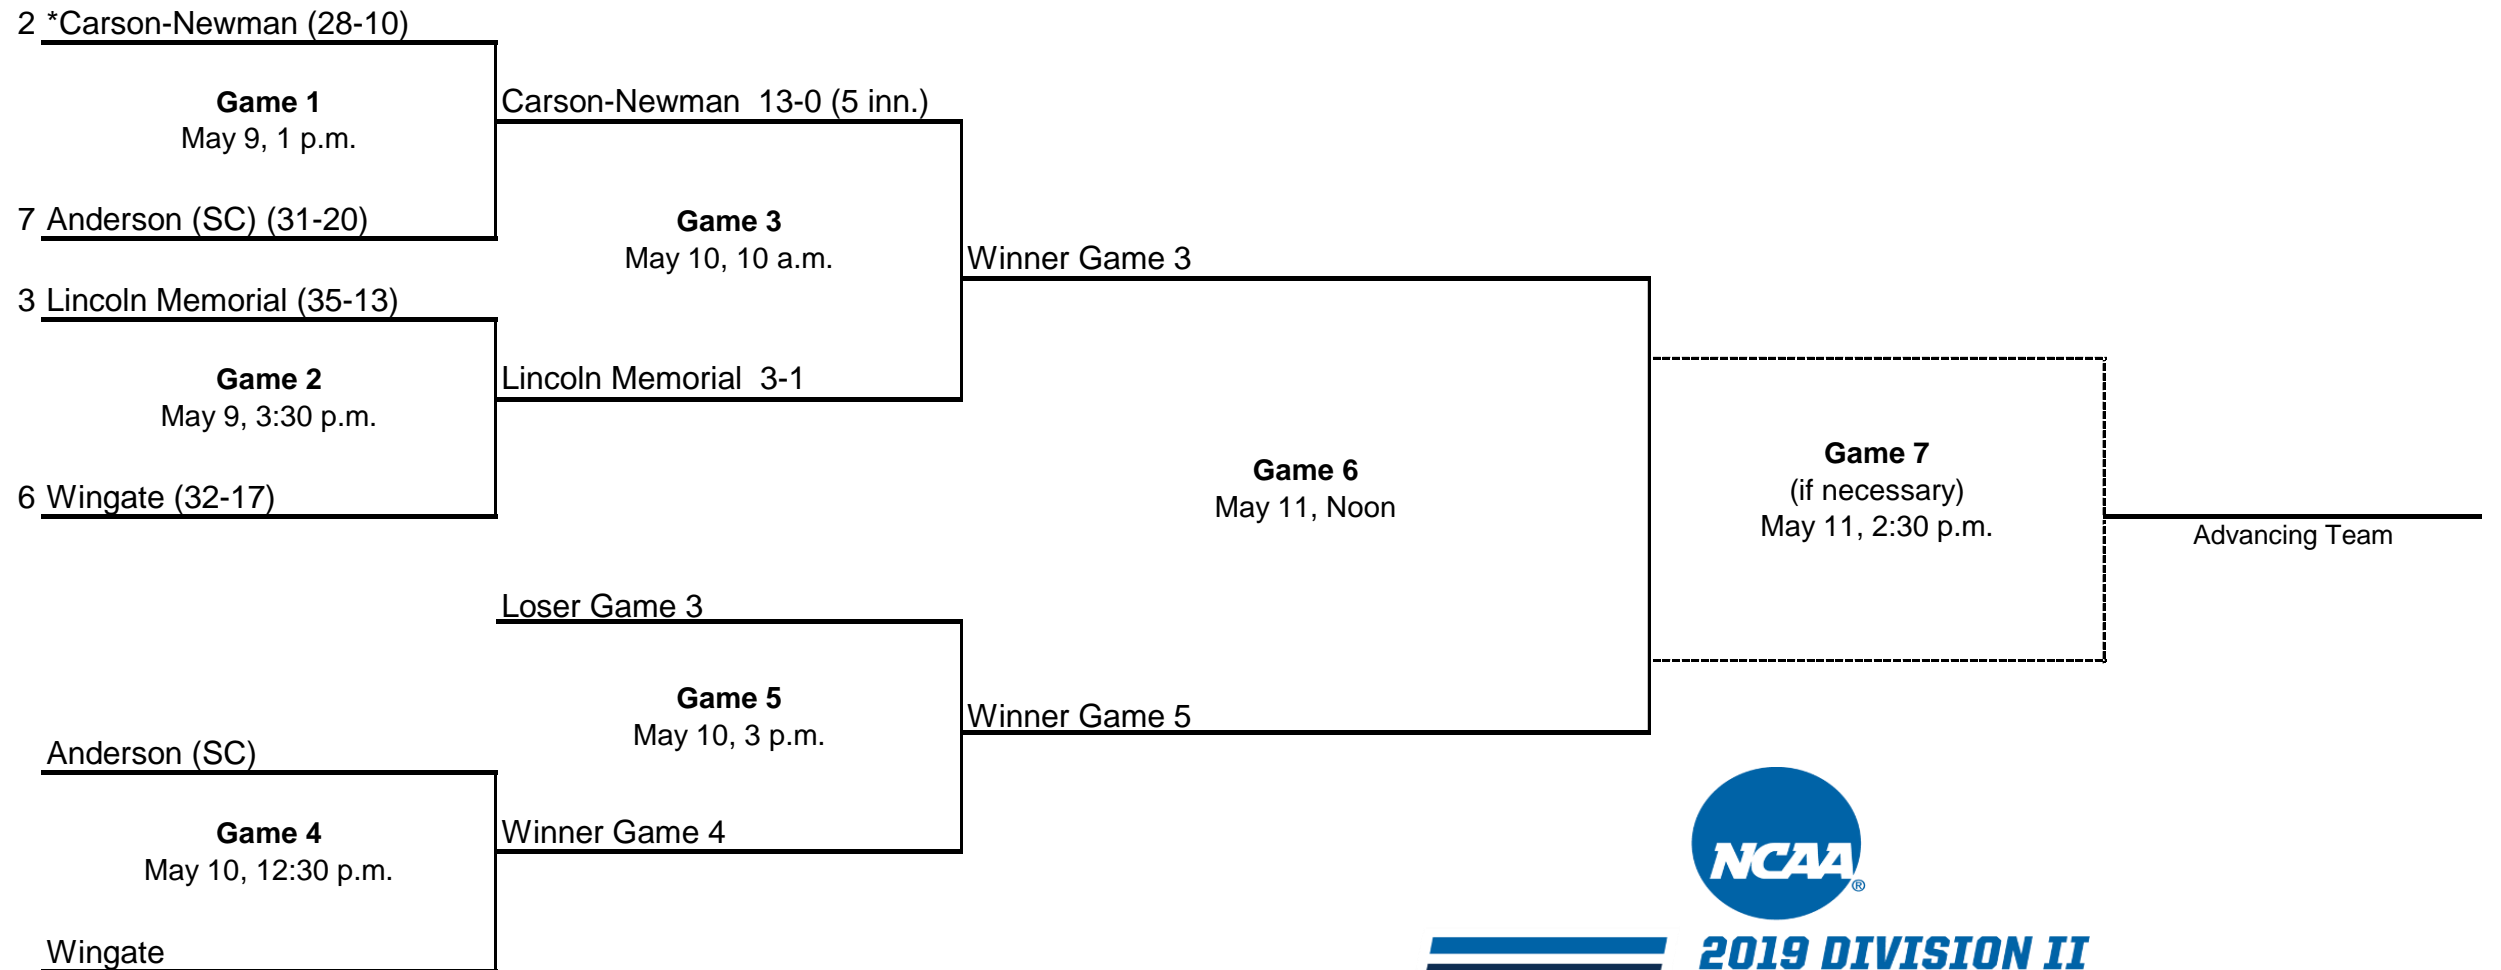 2 *Carson-Newman (28-10)
Game 1
May 9, 1 p.m.
7 Anderson (SC) (31-20)
3 Lincoln Memorial (35-13)
Game 2
May 9, 3:30 p.m.
6 Wingate (32-17)
Carson-Newman 13-0 (5 inn.)
Game 3
May 10, 10 a.m.
Lincoln Memorial 3-1
Winner Game 3
Game 6
May 11, Noon
Game 7
(if necessary)
May 11, 2:30 p.m.
Advancing Team
Loser Game 3
Game 5
May 10, 3 p.m.
Winner Game 5
Anderson (SC)
Game 4
May 10, 12:30 p.m.
Winner Game 4
Wingate
NCAA®
2019 DIVISION II